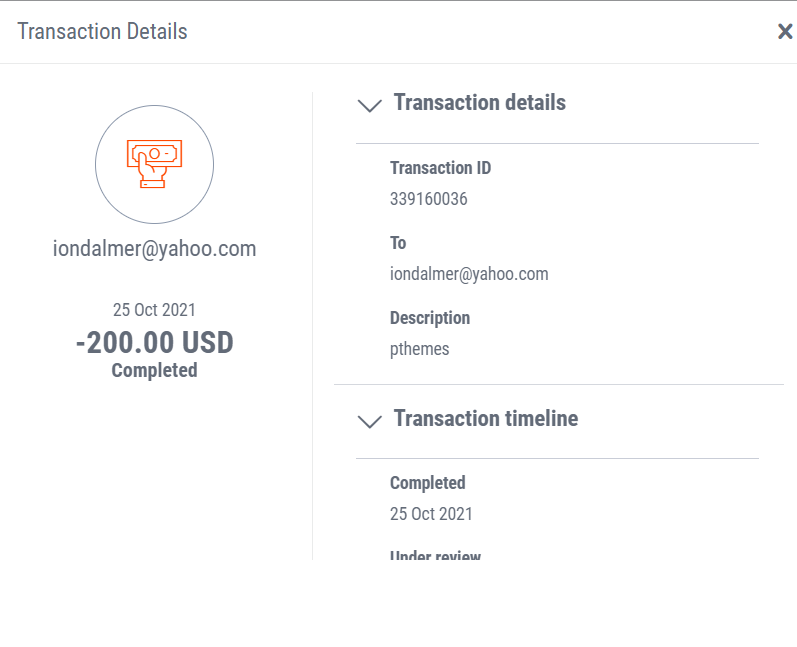 Transaction Details
iondalmer@yahoo.com
25 Oct 2021
-200.00 USD
Completed
Transaction details
Transaction ID
339160036
To
iondalmer@yahoo.com
Description
pthemes
Transaction timeline
Completed
25 Oct 2021
Under review